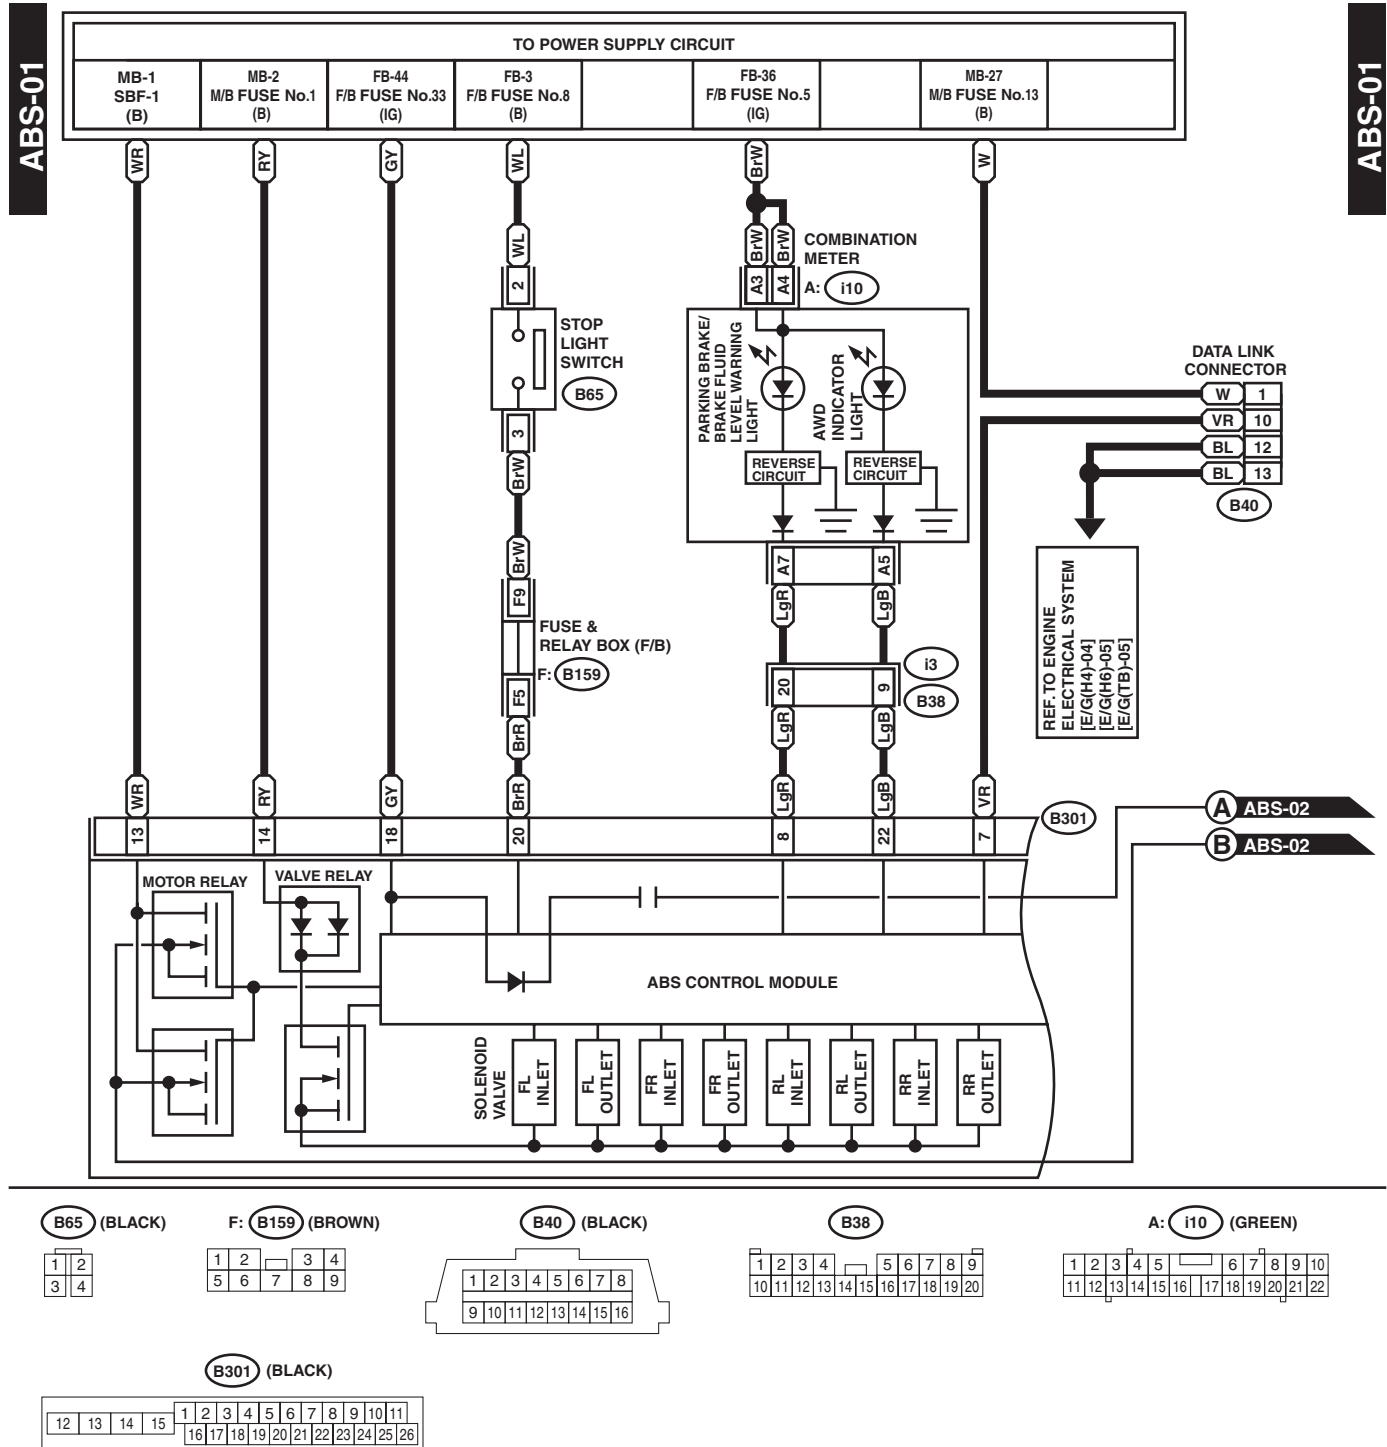 ABS-01
ABS-01
TO POWER SUPPLY CIRCUIT
MB-1
SBF-1
(B)
MB-2
M/B FUSE No.1
(B)
FB-44
F/B FUSE No.33
(IG)
FB-3
F/B FUSE No.8
(B)
FB-36
F/B FUSE No.5
(IG)
MB-27
M/B FUSE No.13
(B)
WR
RY
GY
WL
BrW
W
WL
BrW
BrW
COMBINATION
METER
2
A3
A4
A: i10
STOP
LIGHT
SWITCH
B65
PARKING BRAKE/
BRAKE FLUID
LEVEL WARNING
LIGHT
AWD
INDICATOR
LIGHT
DATA LINK
CONNECTOR
W 1
VR 10
BL 12
BL 13
B40
3
BrW
REVERSE
CIRCUIT
REVERSE
CIRCUIT
BrW
A7
A5
F9
LgR
LgB
FUSE &
RELAY BOX (F/B)
F: B159
REF. TO ENGINE
ELECTRICAL SYSTEM
[E/G(H4)-04]
[E/G(H6)-05]
[E/G(TB)-05]
i3
F5
20
9
B38
BrR
LgR
LgB
WR
RY
GY
BrR
LgR
LgB
VR
B301
13
14
18
20
8
22
7
A ABS-02
B ABS-02
MOTOR RELAY
VALVE RELAY
ABS CONTROL MODULE
SOLENOID
VALVE
FL
INLET
FL
OUTLET
FR
INLET
FR
OUTLET
RL
INLET
RL
OUTLET
RR
INLET
RR
OUTLET
B65 (BLACK)
1 2
3 4
F: B159 (BROWN)
1 2 3 4
5 6 7 8 9
B40 (BLACK)
1 2 3 4 5 6 7 8
9 10 11 12 13 14 15 16
B38
1 2 3 4 5 6 7 8 9
10 11 12 13 14 15 16 17 18 19 20
A: i10 (GREEN)
1 2 3 4 5 6 7 8 9 10
11 12 13 14 15 16 17 18 19 20 21 22
B301 (BLACK)
12 13 14 15 1 2 3 4 5 6 7 8 9 10 11
16 17 18 19 20 21 22 23 24 25 26